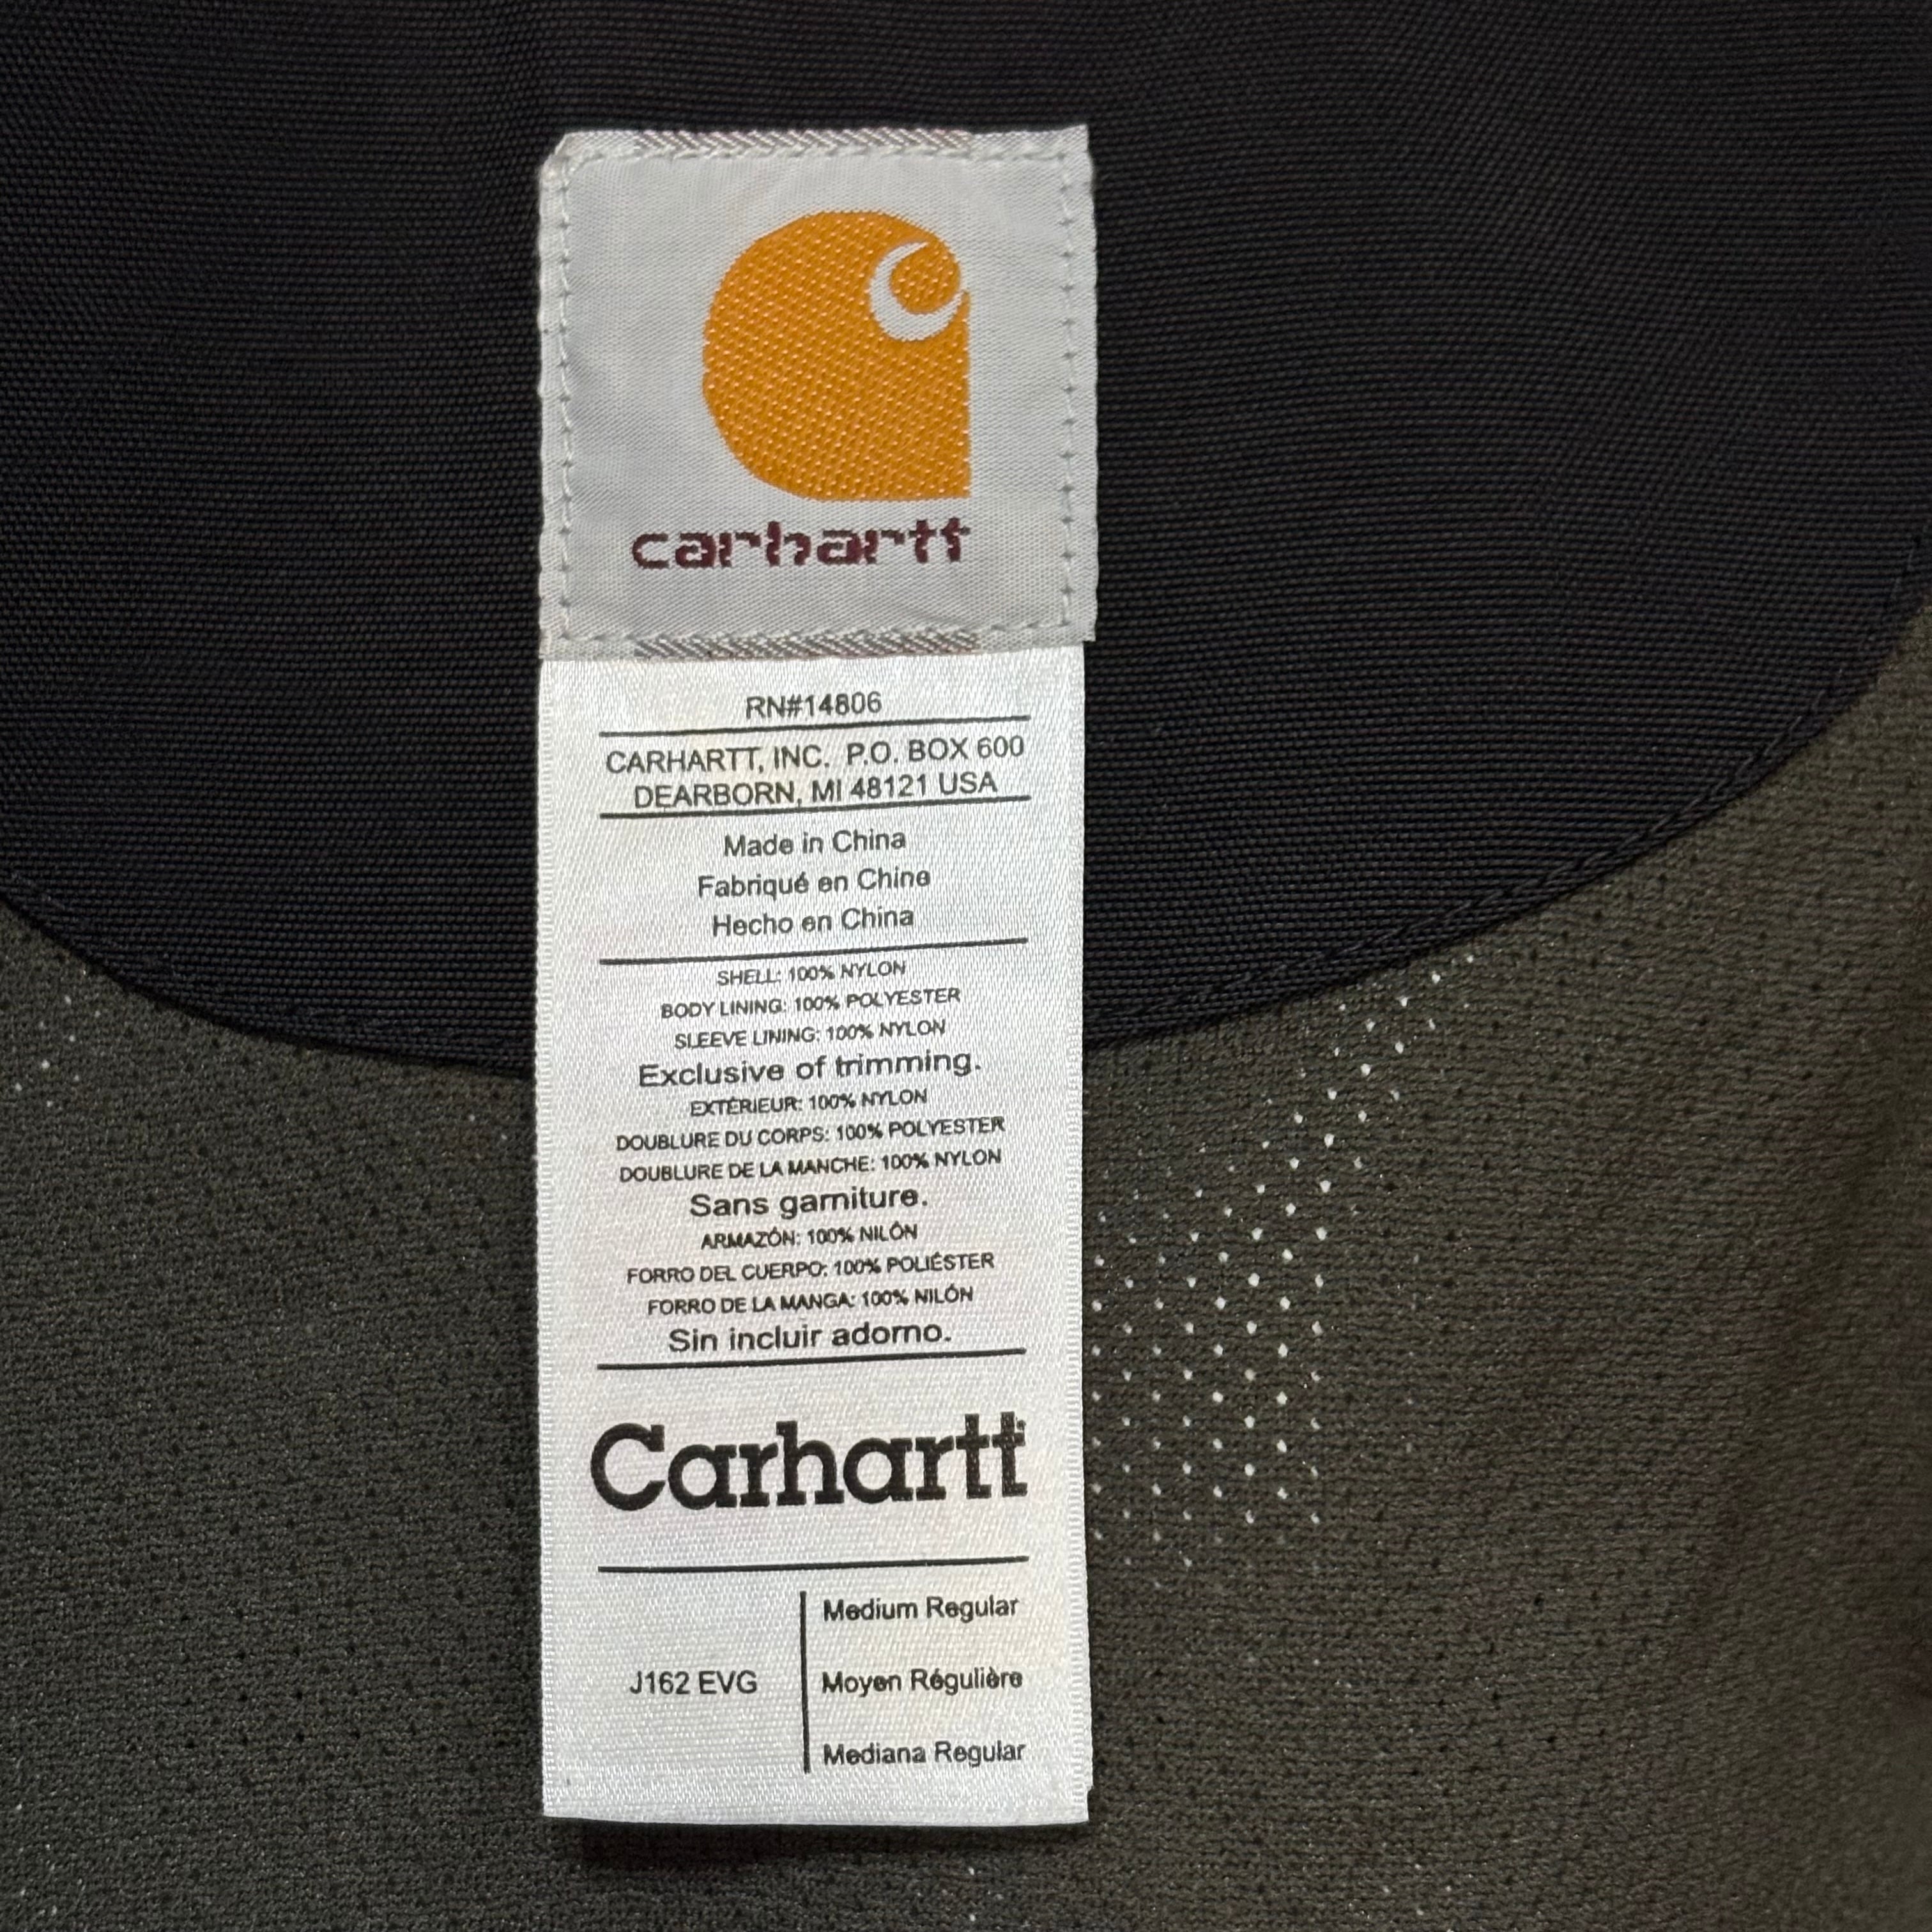 carhartt
RN#14806
CARHARTT, INC. P.O. BOX 600
DEARBORN, MI 48121 USA
Made in China
Fabriqué en Chine
Hecho en China
SHELL: 100% NYLON
BODY LINING: 100% POLYESTER
SLEEVE LINING: 100% NYLON
Exclusive of trimming.
EXTÉRIEUR: 100% NYLON
DOUBLURE DU CORPS: 100% POLYESTER
DOUBLURE DE LA MANCHE: 100% NYLON
Sans garniture.
ARMAZÓN: 100% NILÓN
FORRO DEL CUERPO: 100% POLIÉSTER
FORRO DE LA MANGA: 100% NILÓN
Sin incluir adorno.
Carhartt
J162 EVG
Medium Regular
Moyen Régulière
Mediana Regular